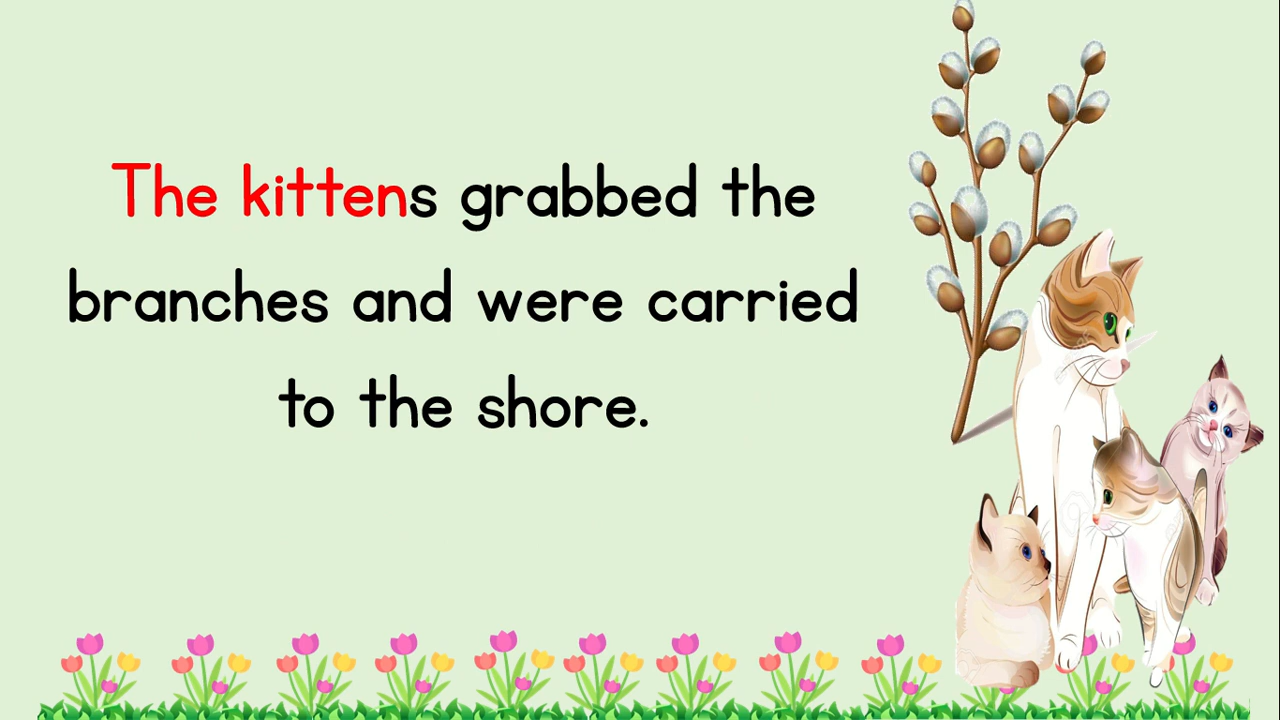 The kittens grabbed the
branches and were carried
to the shore.